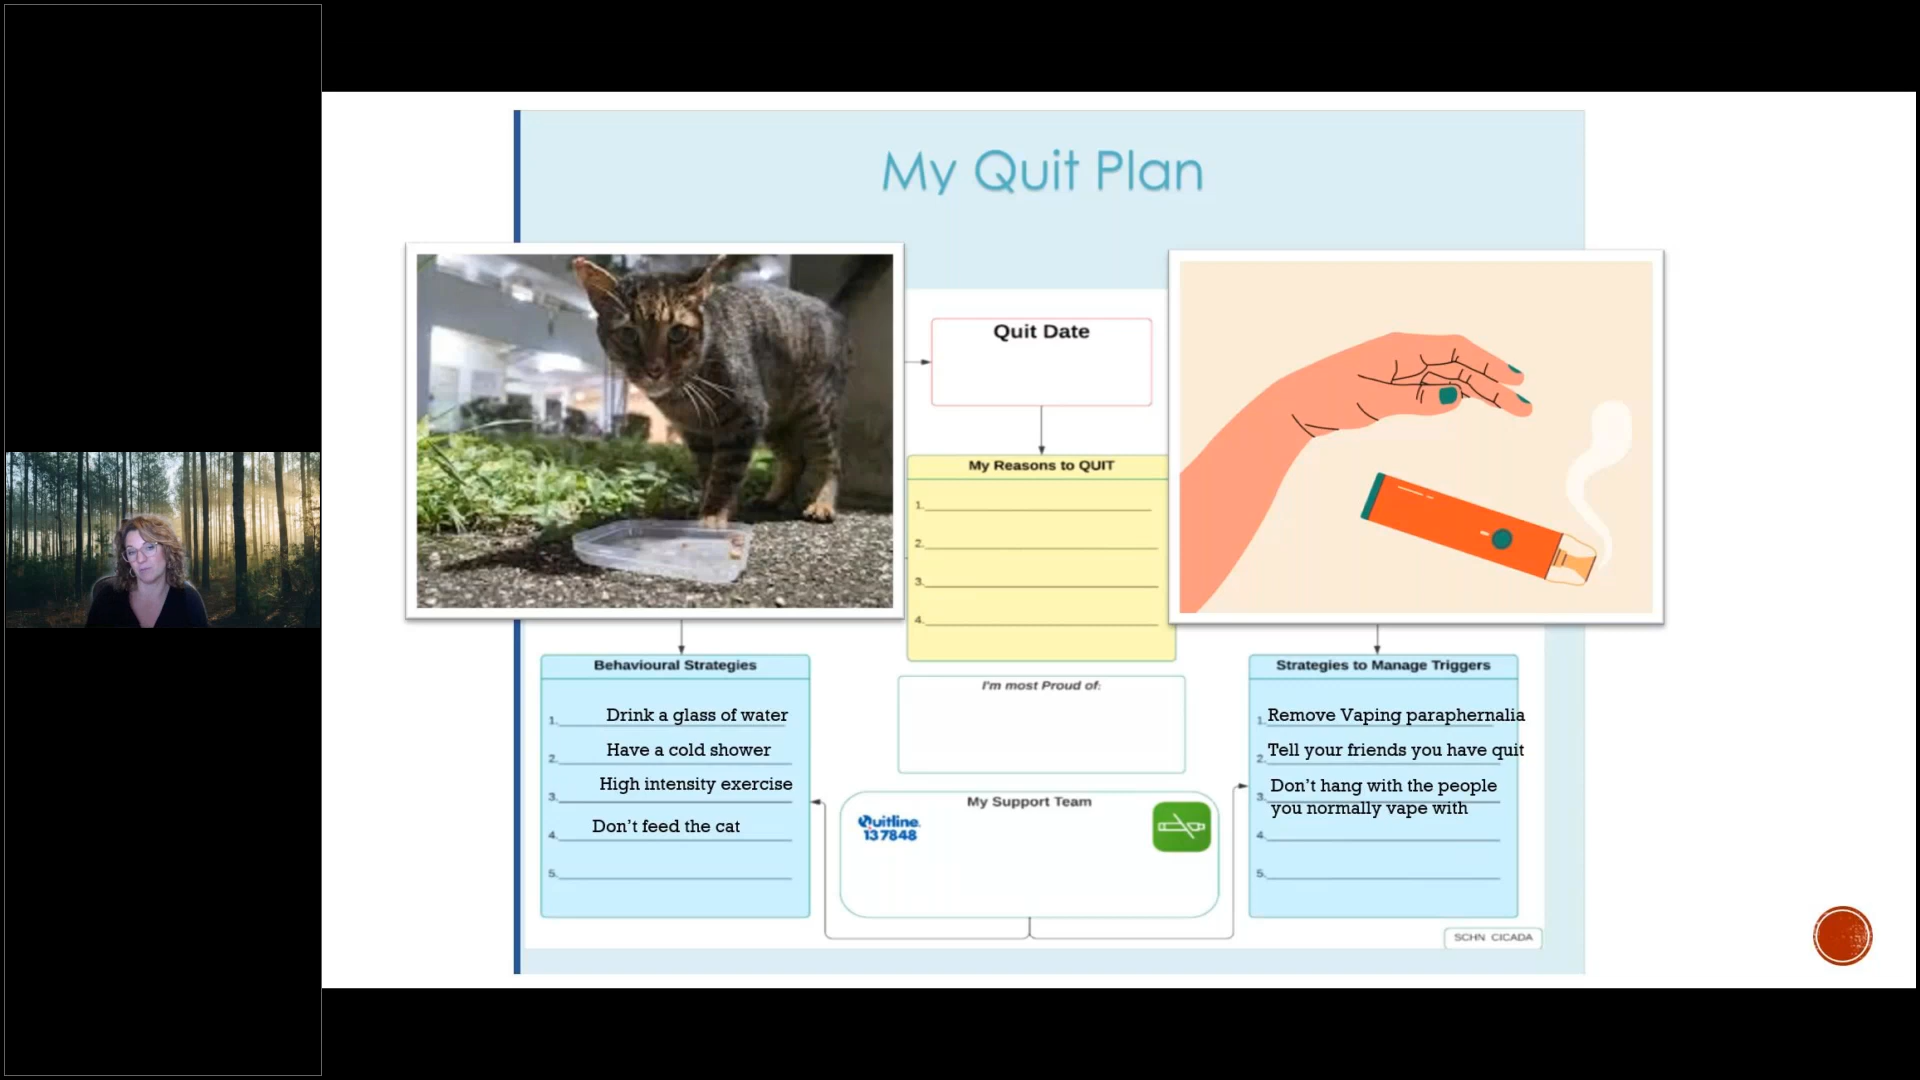 My Quit Plan
Quit Date
My Reasons to QUIT
1.
2.
3.
4.
Behavioural Strategies
1. Drink a glass of water
2. Have a cold shower
3. High intensity exercise
4. Don't feed the cat
5.
I'm most Proud of:
My Support Team
Quitline.
137848
Strategies to Manage Triggers
1. Remove Vaping paraphernalia
2. Tell your friends you have quit
3. Don't hang with the people
you normally vape with
4.
5.
SCHN CICADA